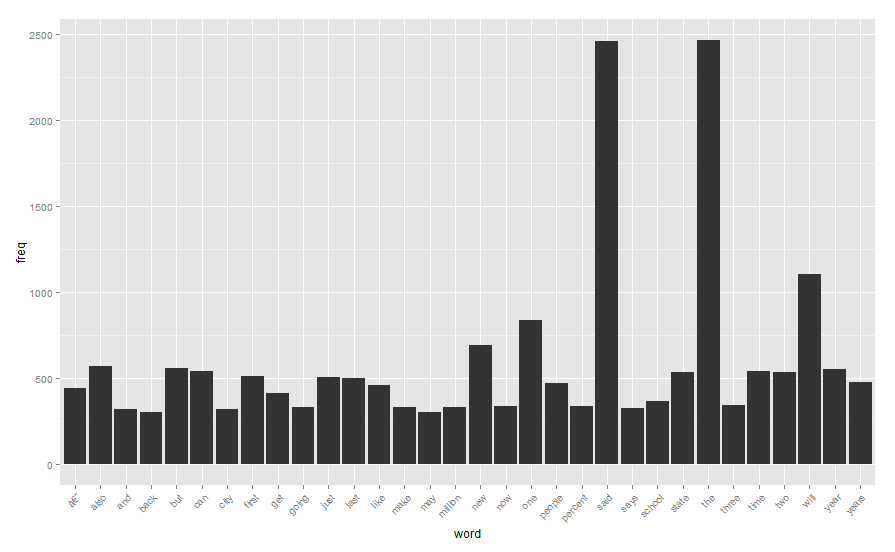 2500
2000
1500
1000
500
0
freq
â€" also and back but can city first get going just last like make may million new now one people percent said says school state the three time two will year years
word